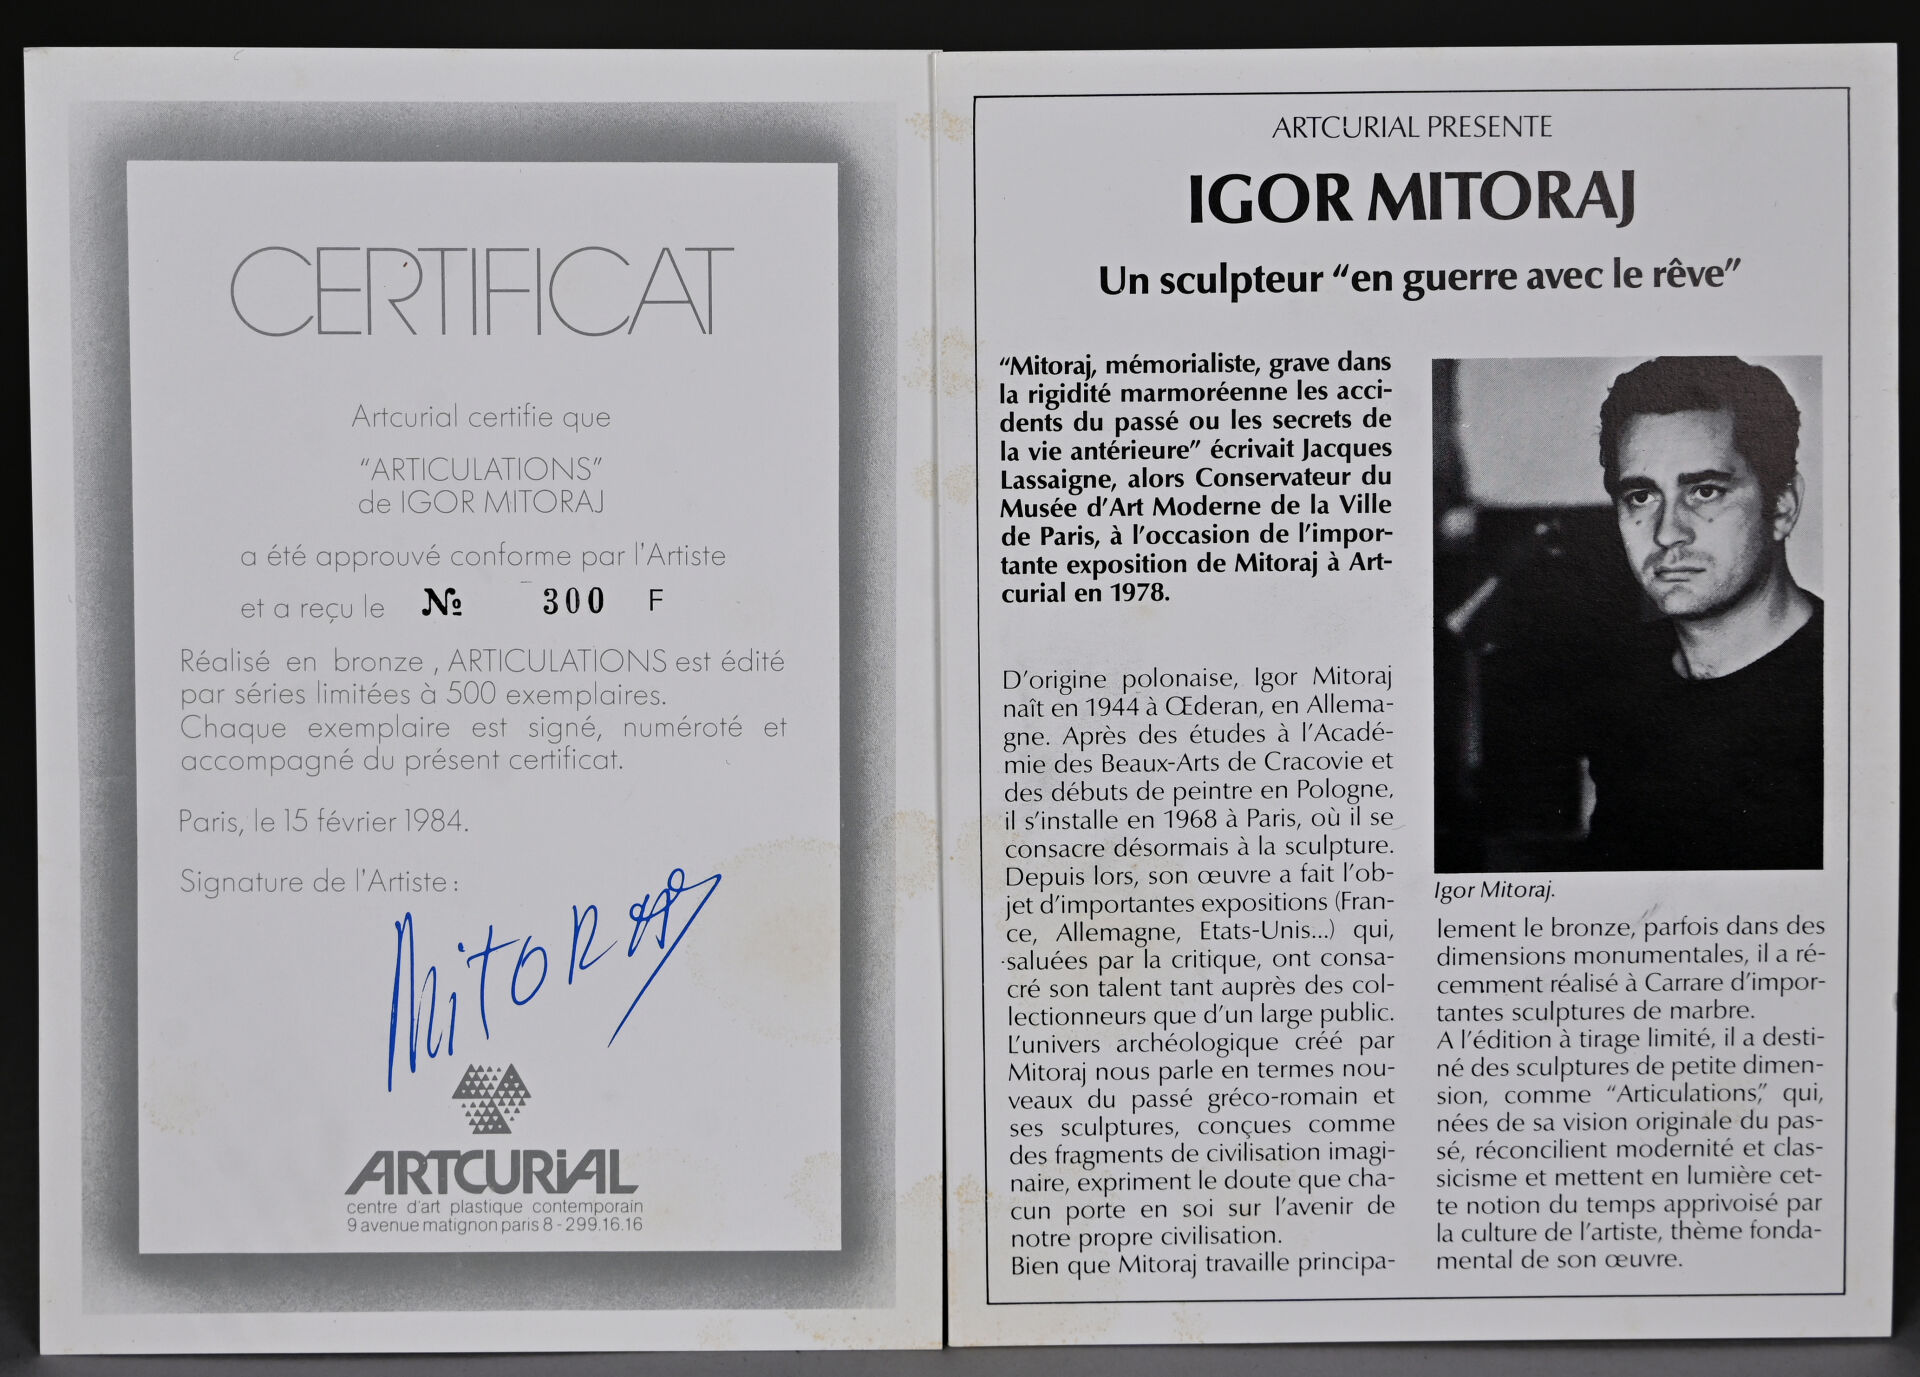 CERTIFICAT
Artcurial certifie que
“ARTICULATIONS”
de IGOR MITORAJ
a été approuvé conforme par l'Artiste
et a reçu le № 300 F
Réalisé en bronze , ARTICULATIONS est édité
par séries limitées à 500 exemplaires.
Chaque exemplaire est signé, numéroté et
accompagné du présent certificat.
Paris, le 15 février 1984.
Signature de l'Artiste :
MITORAJ
ARTCURiAL
centre d'art plastique contemporain
9 avenue matignon paris 8 - 299.16.16
ARTCURIAL PRESENTE
IGOR MITORAJ
Un sculpteur “en guerre avec le rêve”
“Mitoraj, mémorialiste, grave dans
la rigidité marmoréenne les acci-
dents du passé ou les secrets de
la vie antérieure” écrivait Jacques
Lassaigne, alors Conservateur du
Musée d'Art Moderne de la Ville
de Paris, à l'occasion de l'impor-
tante exposition de Mitoraj à Art-
curial en 1978.
D'origine polonaise, Igor Mitoraj
naît en 1944 à Œderan, en Allema-
gne. Après des études à l'Acadé-
mie des Beaux-Arts de Cracovie et
des débuts de peintre en Pologne,
il s'installe en 1968 à Paris, où il se
consacre désormais à la sculpture.
Depuis lors, son œuvre a fait l'ob-
jet d'importantes expositions (Fran-
ce, Allemagne, Etats-Unis...) qui,
saluées par la critique, ont consa-
cré son talent tant auprès des col-
lectionneurs que d'un large public.
L'univers archéologique créé par
Mitoraj nous parle en termes nou-
veaux du passé gréco-romain et
ses sculptures, conçues comme
des fragments de civilisation imagi-
naire, expriment le doute que cha-
cun porte en soi sur l'avenir de
notre propre civilisation.
Bien que Mitoraj travaille principa-
Igor Mitoraj.
lement le bronze, parfois dans des
dimensions monumentales, il a ré-
cemment réalisé à Carrare d'impor-
tantes sculptures de marbre.
A l'édition à tirage limité, il a desti-
né des sculptures de petite dimen-
sion, comme “Articulations,” qui,
nées de sa vision originale du pas-
sé, réconcilient modernité et clas-
sicisme et mettent en lumière cet-
te notion du temps apprivoisé par
la culture de l'artiste, thème fonda-
mental de son œuvre.